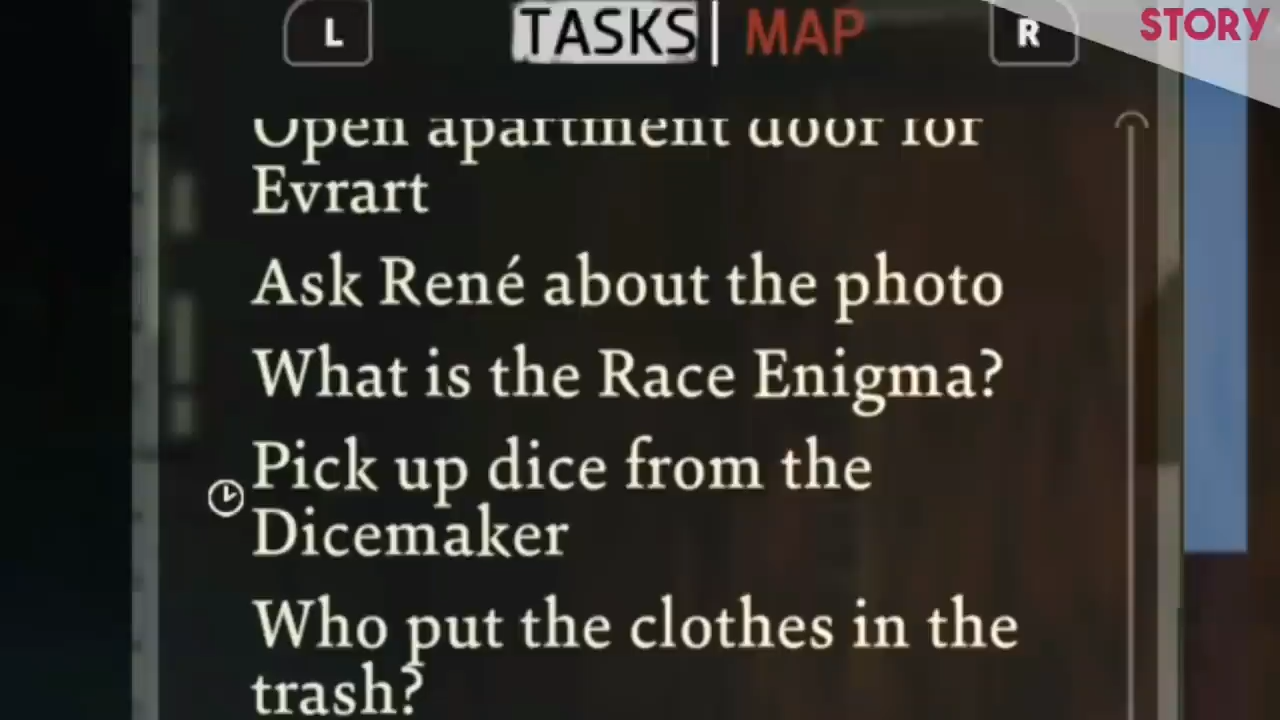 L
TASKS | MAP
R
STORY
Open apartment door for
Evrart
Ask René about the photo
What is the Race Enigma?
Pick up dice from the
Dicemaker
Who put the clothes in the
trash?